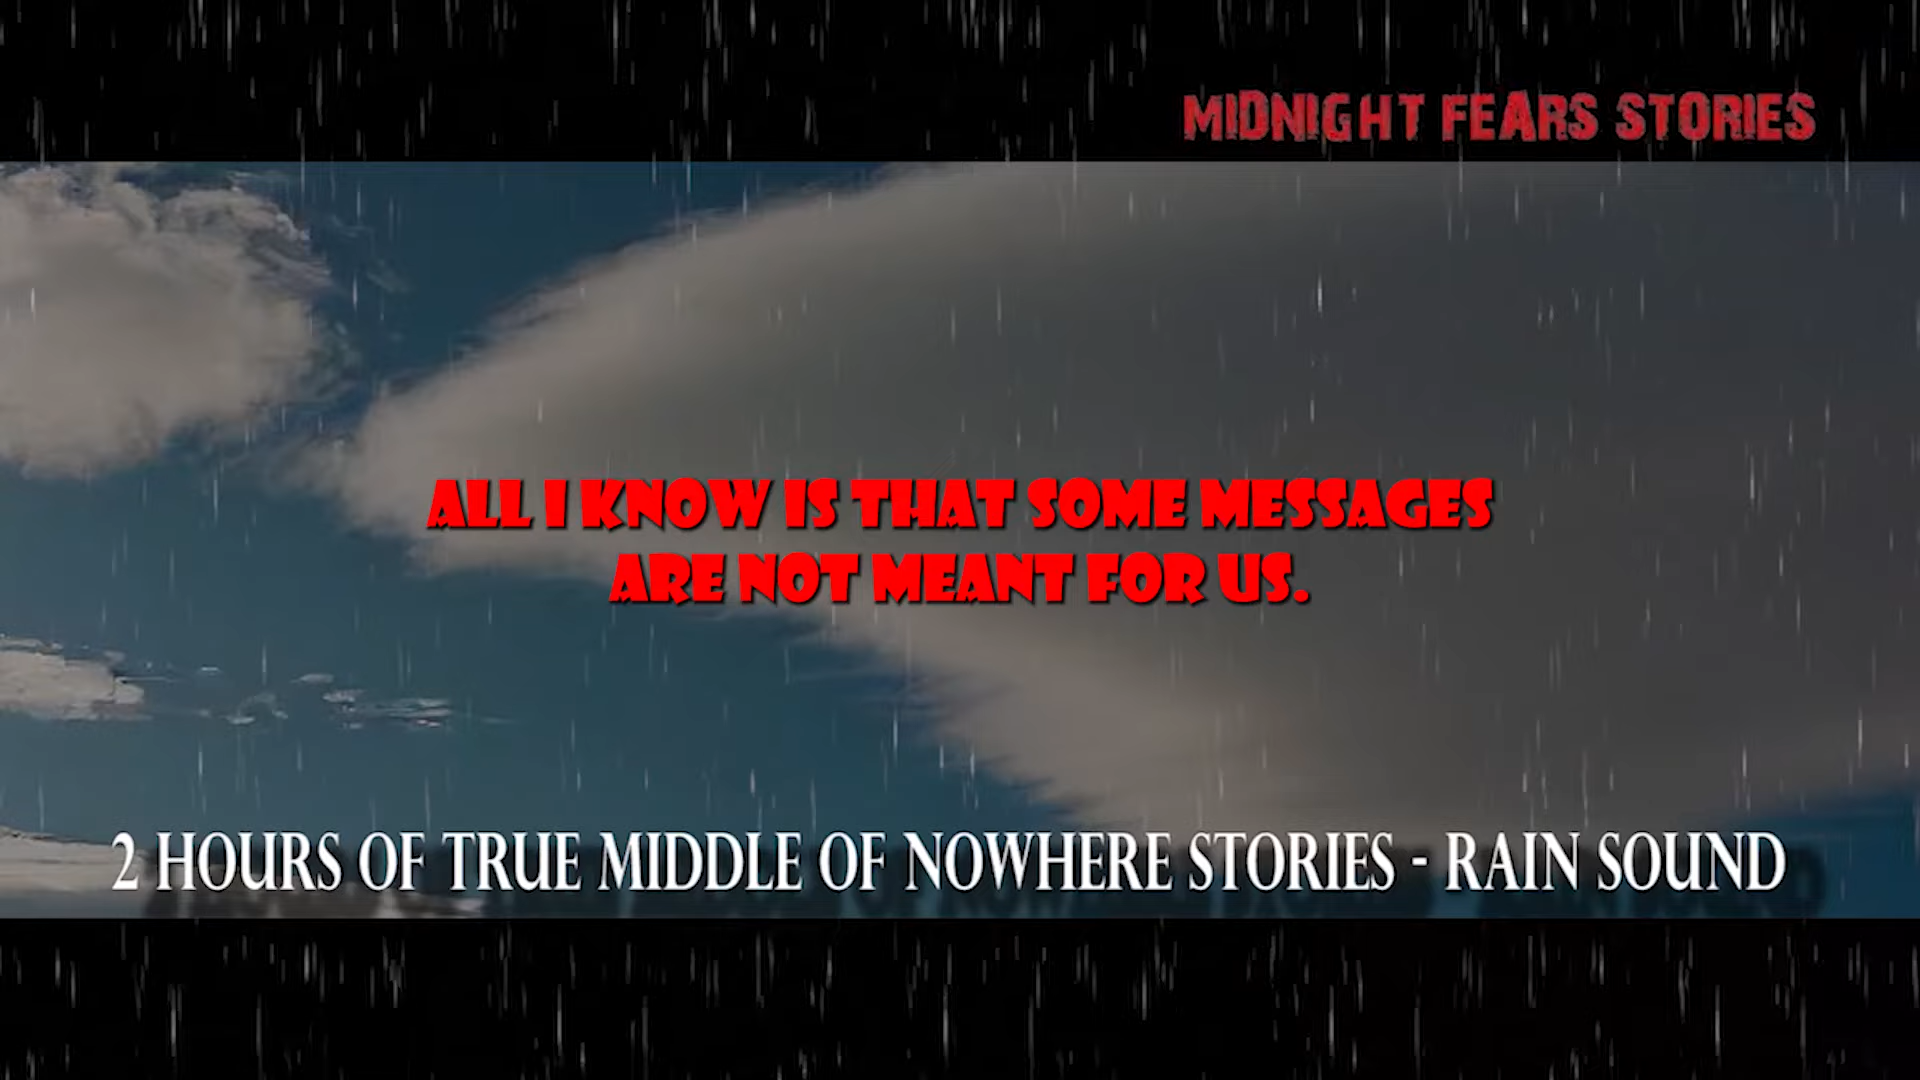 MIDNIGHT FEARS STORIES
ALL I KNOW IS THAT SOME MESSAGES
ARE NOT MEANT FOR US.
2 HOURS OF TRUE MIDDLE OF NOWHERE STORIES - RAIN SOUND